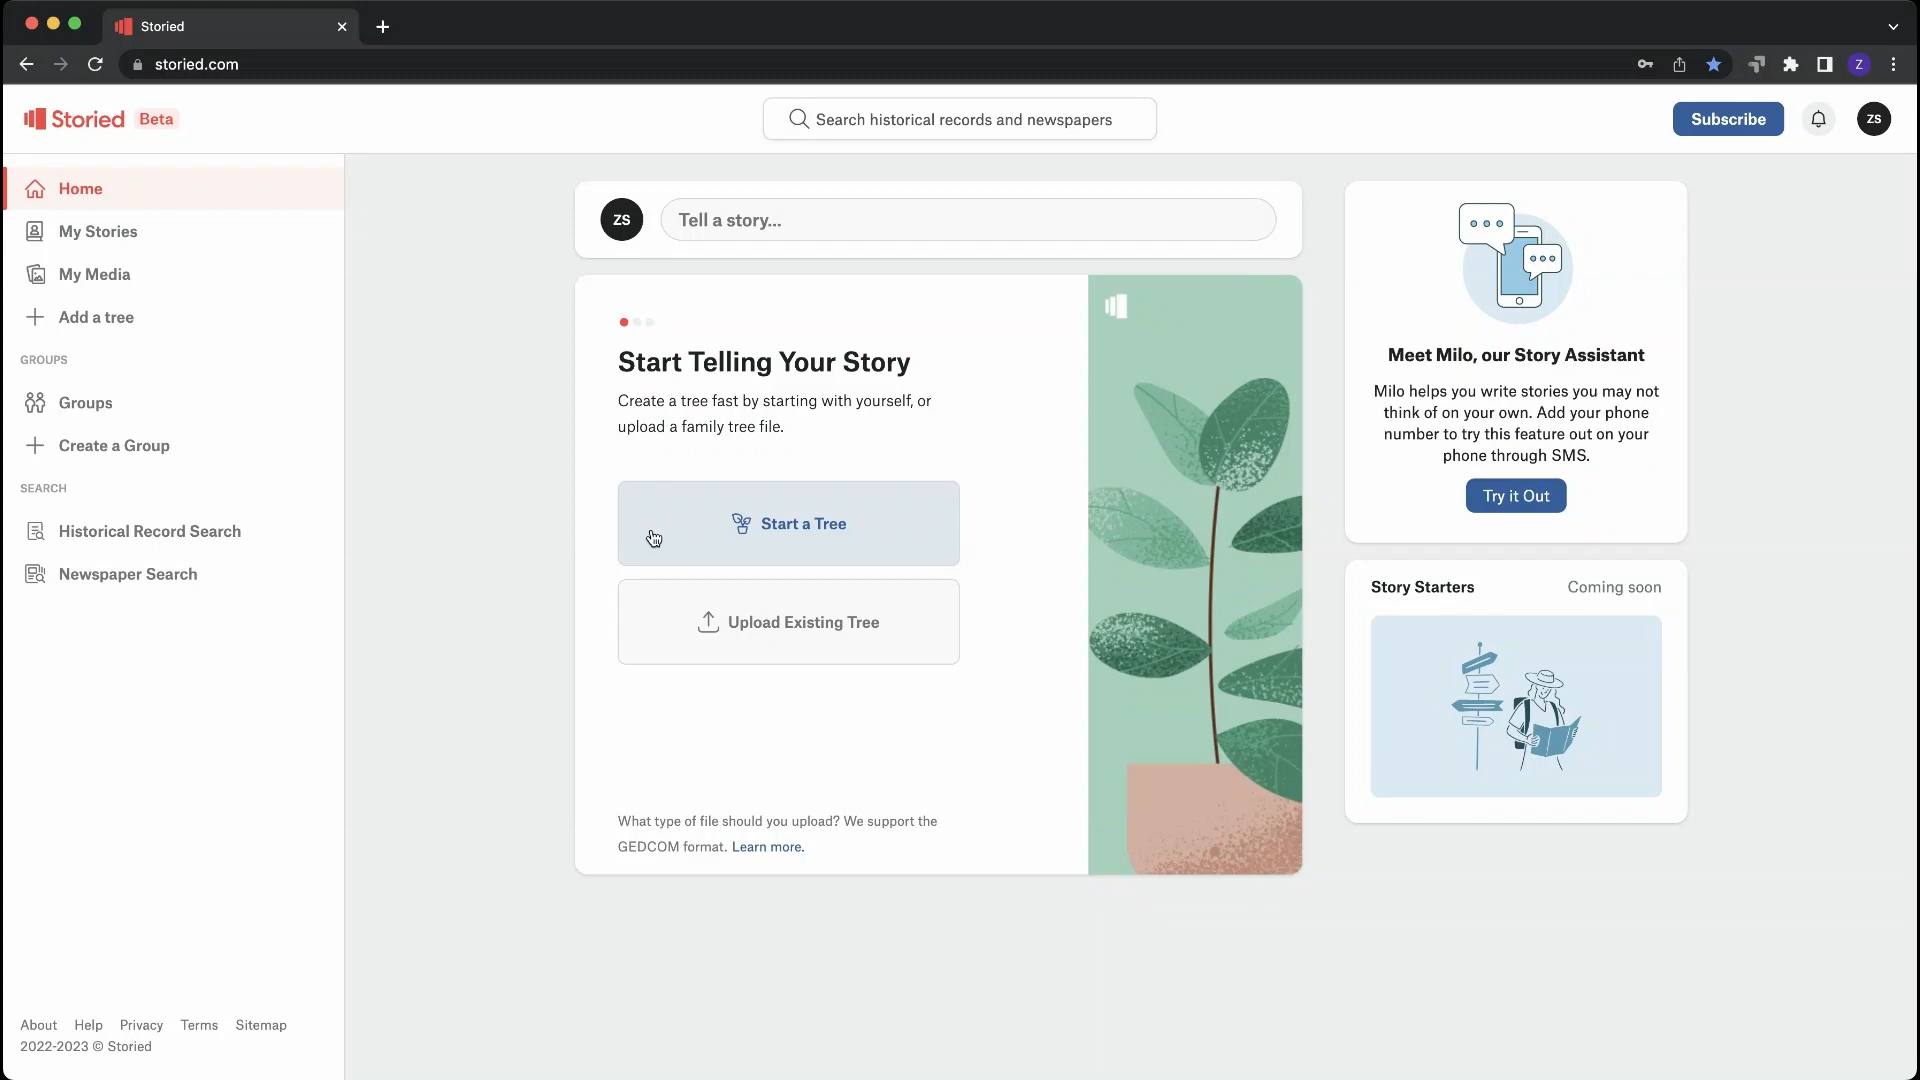 Storied
storied.com
Z
Storied Beta
Search historical records and newspapers
Subscribe
ZS
Home
My Stories
My Media
Add a tree
GROUPS
Groups
Create a Group
SEARCH
Historical Record Search
Newspaper Search
About Help Privacy Terms Sitemap
2022-2023 © Storied
ZS
Tell a story...
Start Telling Your Story
Create a tree fast by starting with yourself, or
upload a family tree file.
Start a Tree
Upload Existing Tree
What type of file should you upload? We support the
GEDCOM format. Learn more.
Meet Milo, our Story Assistant
Milo helps you write stories you may not
think of on your own. Add your phone
number to try this feature out on your
phone through SMS.
Try it Out
Story Starters Coming soon